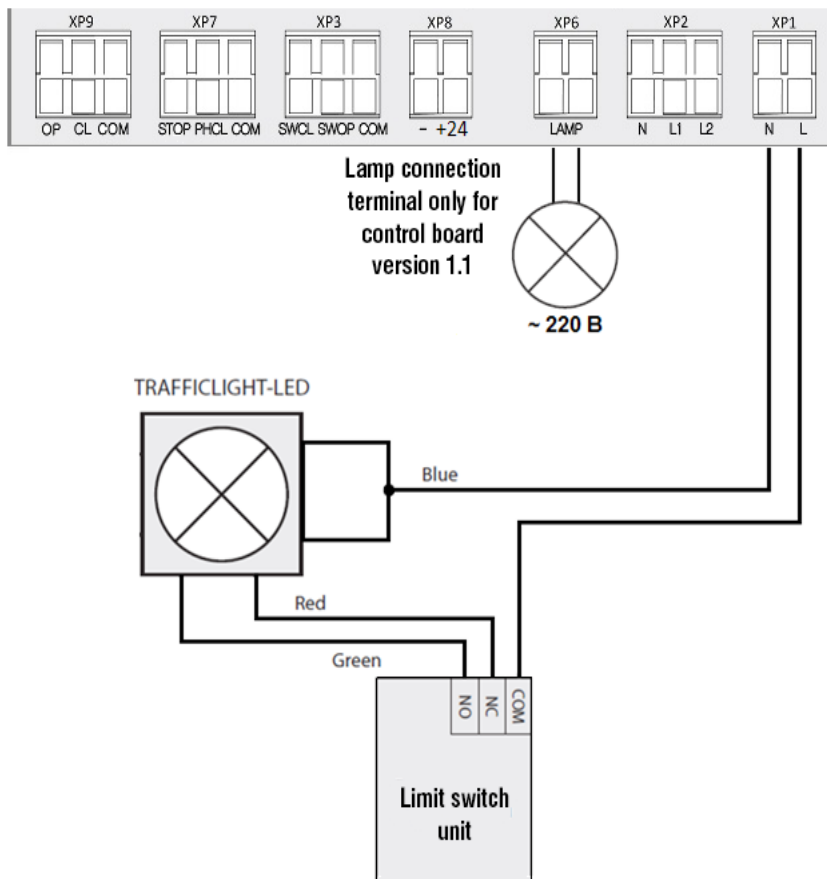 XP9 XP7 XP3 XP8 XP6 XP2 XP1
OP CL COM STOP PHCL COM SWCL SWOP COM - +24 LAMP N L1 L2 N L
Lamp connection
terminal only for
control board
version 1.1
~ 220 В
TRAFFICLIGHT-LED
Blue
Red
Green
NO NC COM
Limit switch
unit